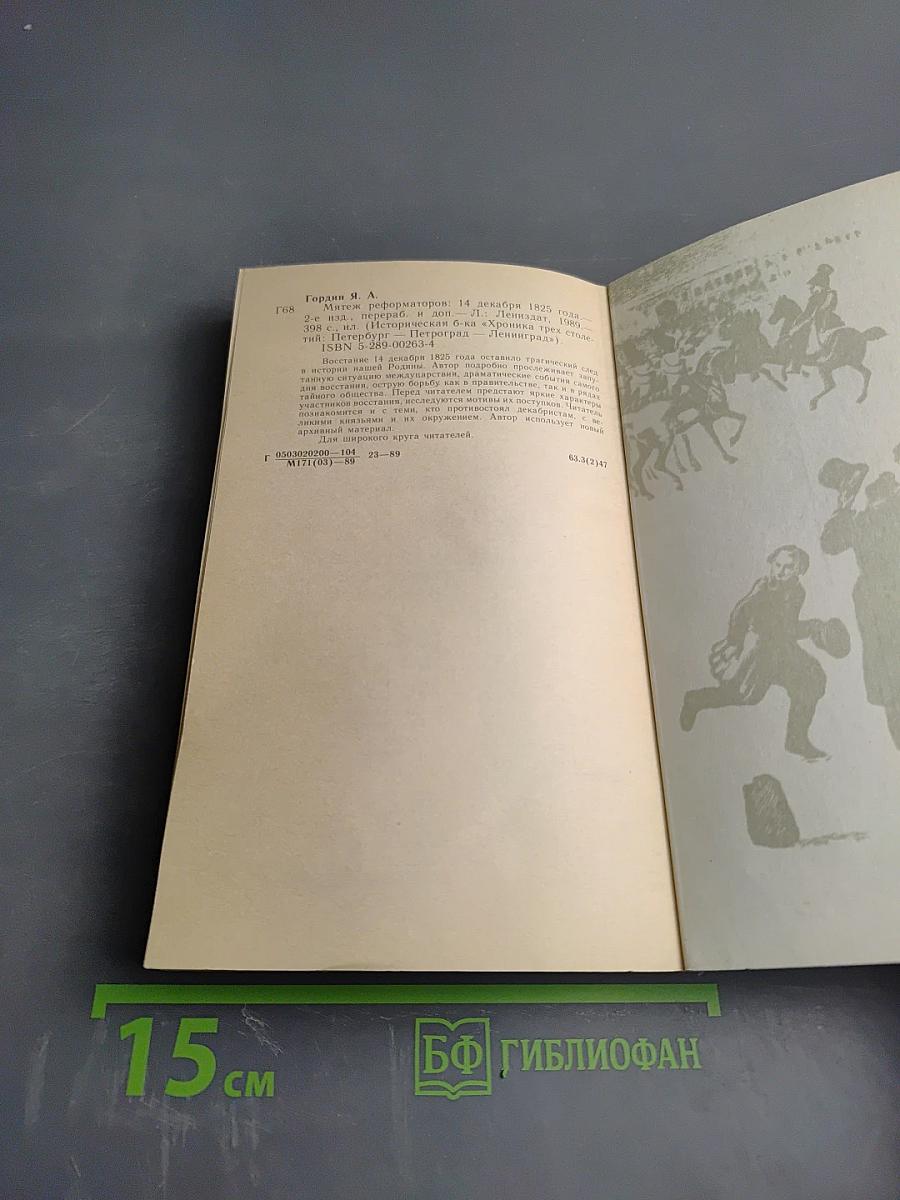 Гордин Я. А.
Г68 Мятеж реформаторов: 14 декабря 1825 года.—
2-е изд., перераб. и доп.— Л.: Лениздат, 1989.—
398 с., ил. (Историческая б-ка «Хроника трех столе-
тий: Петербург — Петроград — Ленинград»).
ISBN 5-289-00263-4
Восстание 14 декабря 1825 года оставило трагический след
в истории нашей Родины. Автор подробно прослеживает запу-
танную ситуацию междуцарствия, драматические события самого
дня восстания, острую борьбу как в правительстве, так и в рядах
тайного общества. Перед читателем предстают яркие характеры
участников восстания, исследуются мотивы их поступков. Читатель
познакомится и с теми, кто противостоял декабристам, с ве-
ликими князьями и их окружением. Автор использует новый
архивный материал.
Для широкого круга читателей.
Г 0503020200—104
М171(03)—89 23—89 63.3(2)47
15 см БФ ГИБЛИОФАН